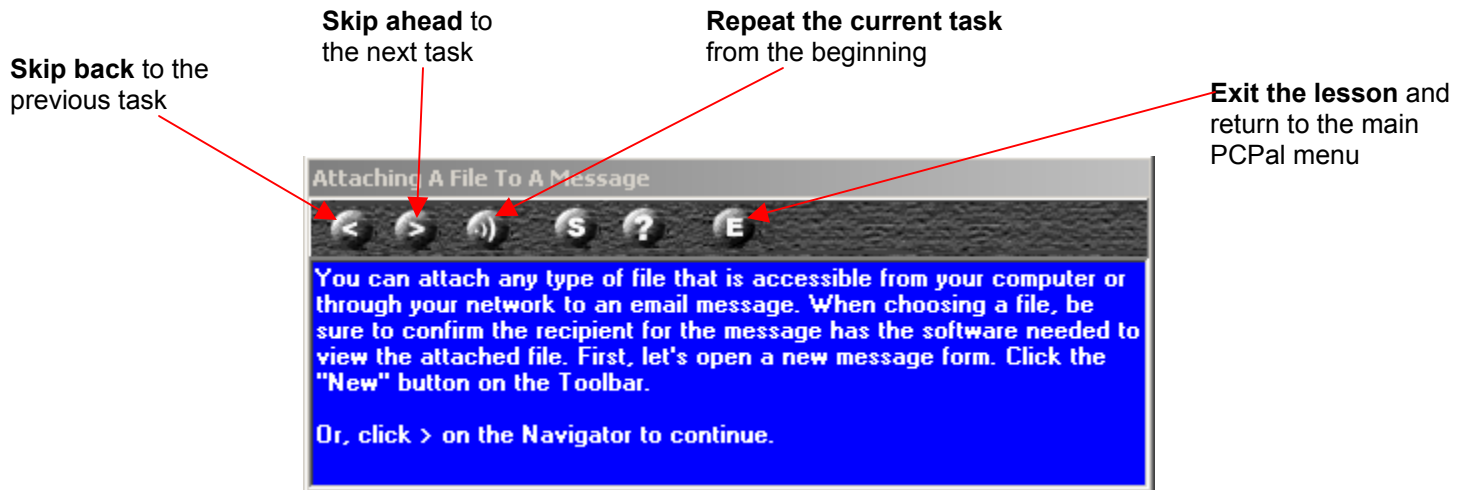 Skip back to the
previous task
Skip ahead to
the next task
Repeat the current task
from the beginning
Exit the lesson and
return to the main
PCPal menu
Attaching A File To A Message
< > ·)) S ? E
You can attach any type of file that is accessible from your computer or
through your network to an email message. When choosing a file, be
sure to confirm the recipient for the message has the software needed to
view the attached file. First, let's open a new message form. Click the
"New" button on the Toolbar.
Or, click > on the Navigator to continue.